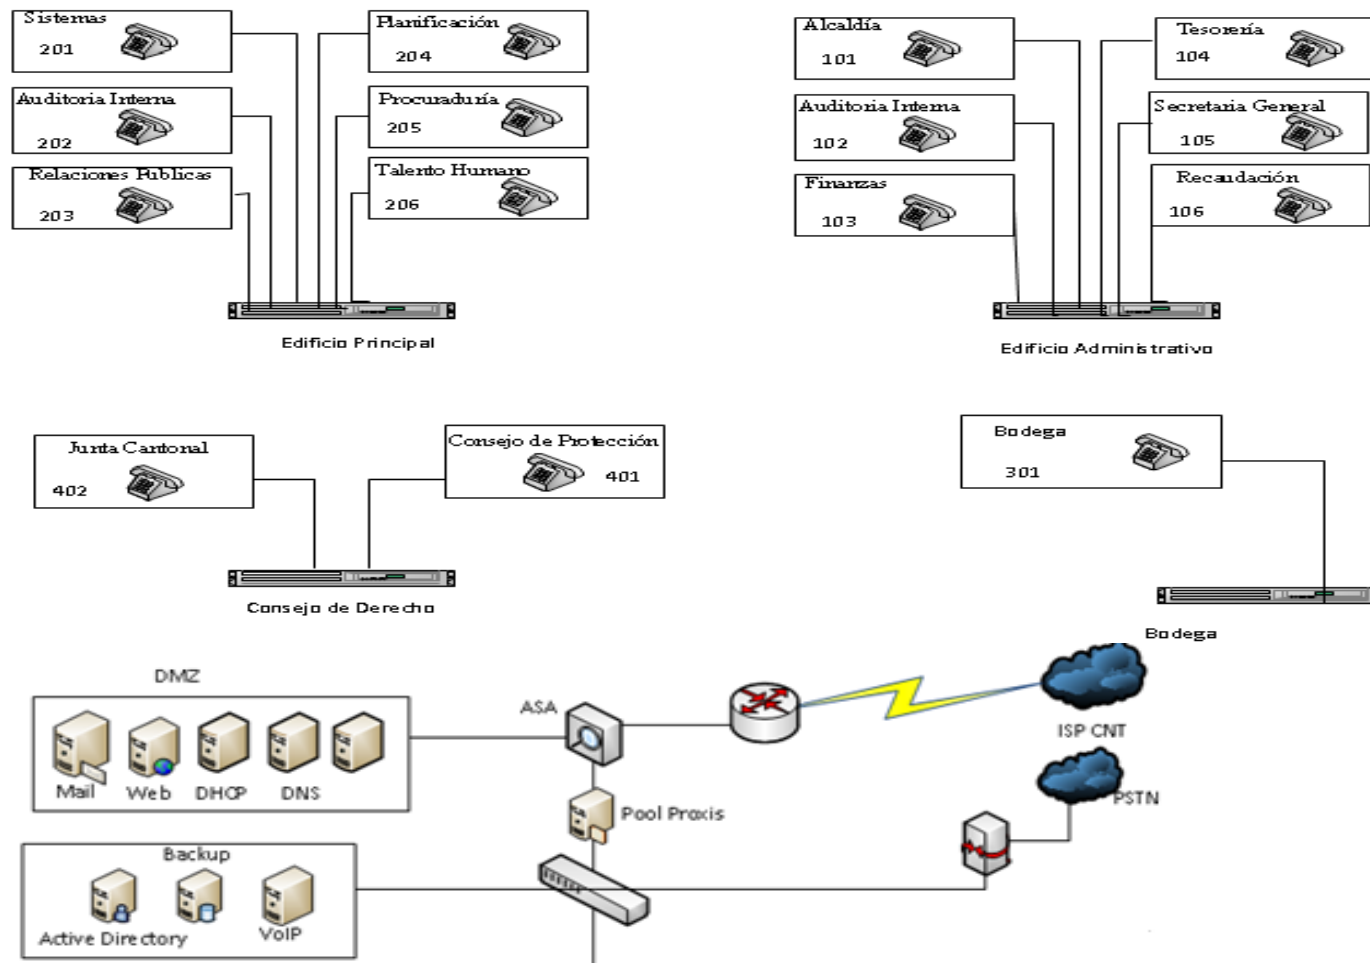 Sistemas
201
Auditoria Interna
202
Relaciones Publicas
203
Planificación
204
Procuraduría
205
Talento Humano
206
Edificio Principal
Alcaldía
101
Auditoria Interna
102
Finanzas
103
Tesorería
104
Secretaria General
105
Recaudación
106
Edificio Administrativo
Junta Cantonal
402
Consejo de Protección
401
Consejo de Derecho
Bodega
301
Bodega
DMZ
Mail
Web
DHCP
DNS
ASA
ISP CNT
Pool Proxis
PSTN
Backup
Active Directory
VoIP